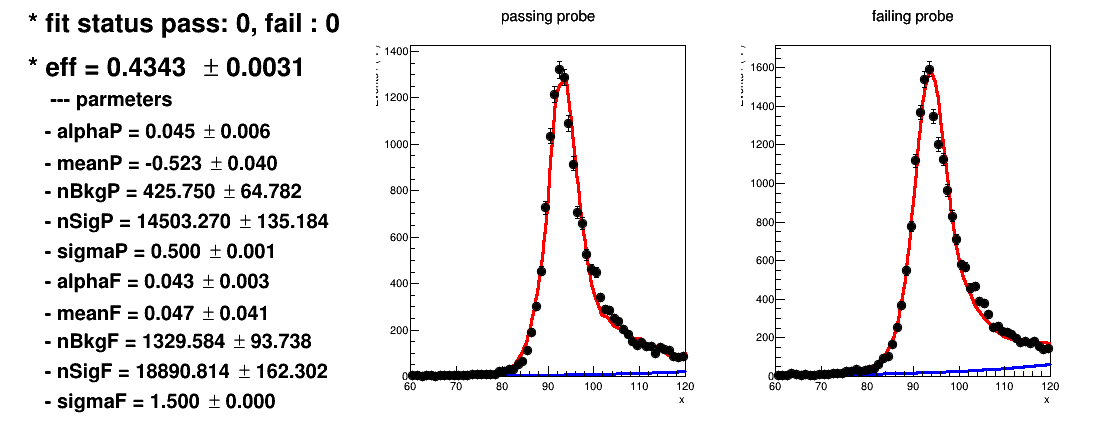 * fit status pass: 0, fail : 0
* eff = 0.4343 ± 0.0031
--- parmeters
- alphaP = 0.045 ± 0.006
- meanP = -0.523 ± 0.040
- nBkgP = 425.750 ± 64.782
- nSigP = 14503.270 ± 135.184
- sigmaP = 0.500 ± 0.001
- alphaF = 0.043 ± 0.003
- meanF = 0.047 ± 0.041
- nBkgF = 1329.584 ± 93.738
- nSigF = 18890.814 ± 162.302
- sigmaF = 1.500 ± 0.000
passing probe
1400
1200
1000
800
600
400
200
0
60 70 80 90 100 110 120
x
failing probe
1600
1400
1200
1000
800
600
400
200
0
60 70 80 90 100 110 120
x